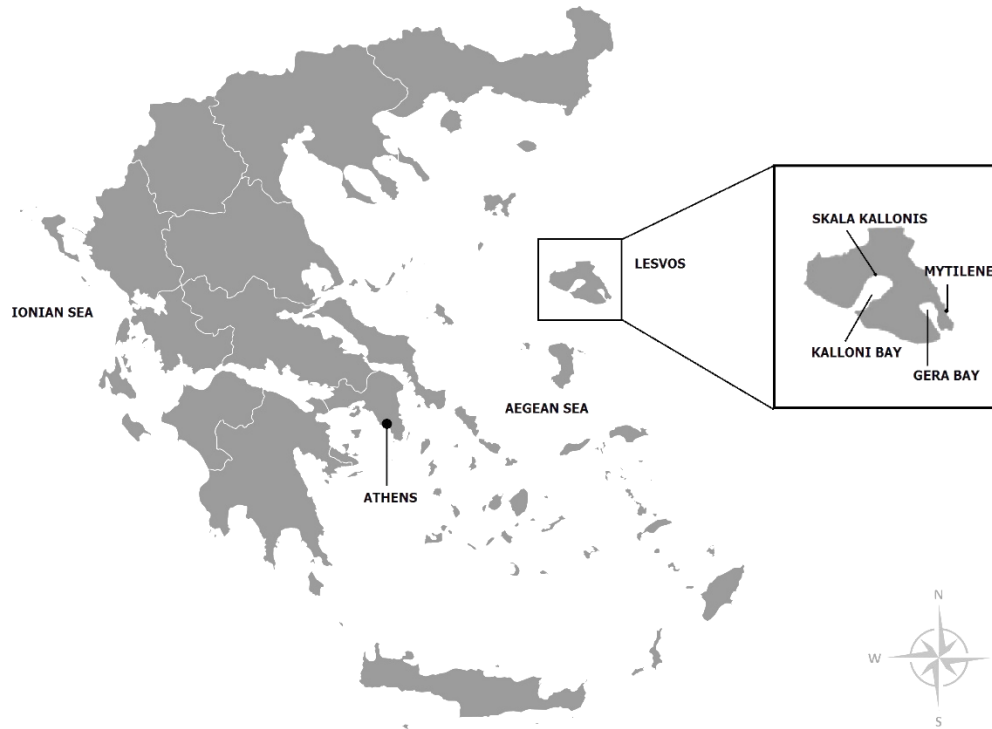 SKALA KALLONIS
LESVOS
MYTILENE
IONIAN SEA
KALLONI BAY
GERA BAY
AEGEAN SEA
ATHENS
N
W
S